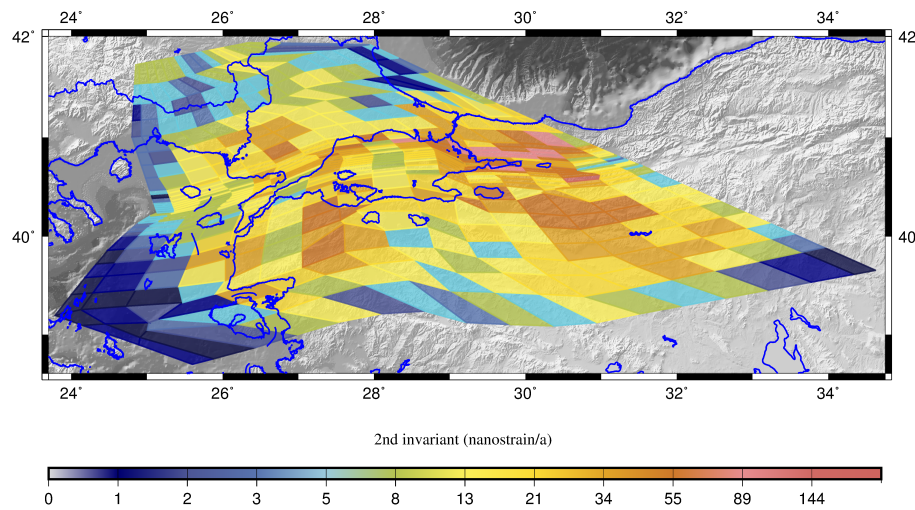 24˚ 26˚ 28˚ 30˚ 32˚ 34˚
42˚ 42˚
40˚ 40˚
24˚ 26˚ 28˚ 30˚ 32˚ 34˚
2nd invariant (nanostrain/a)
0 1 2 3 5 8 13 21 34 55 89 144